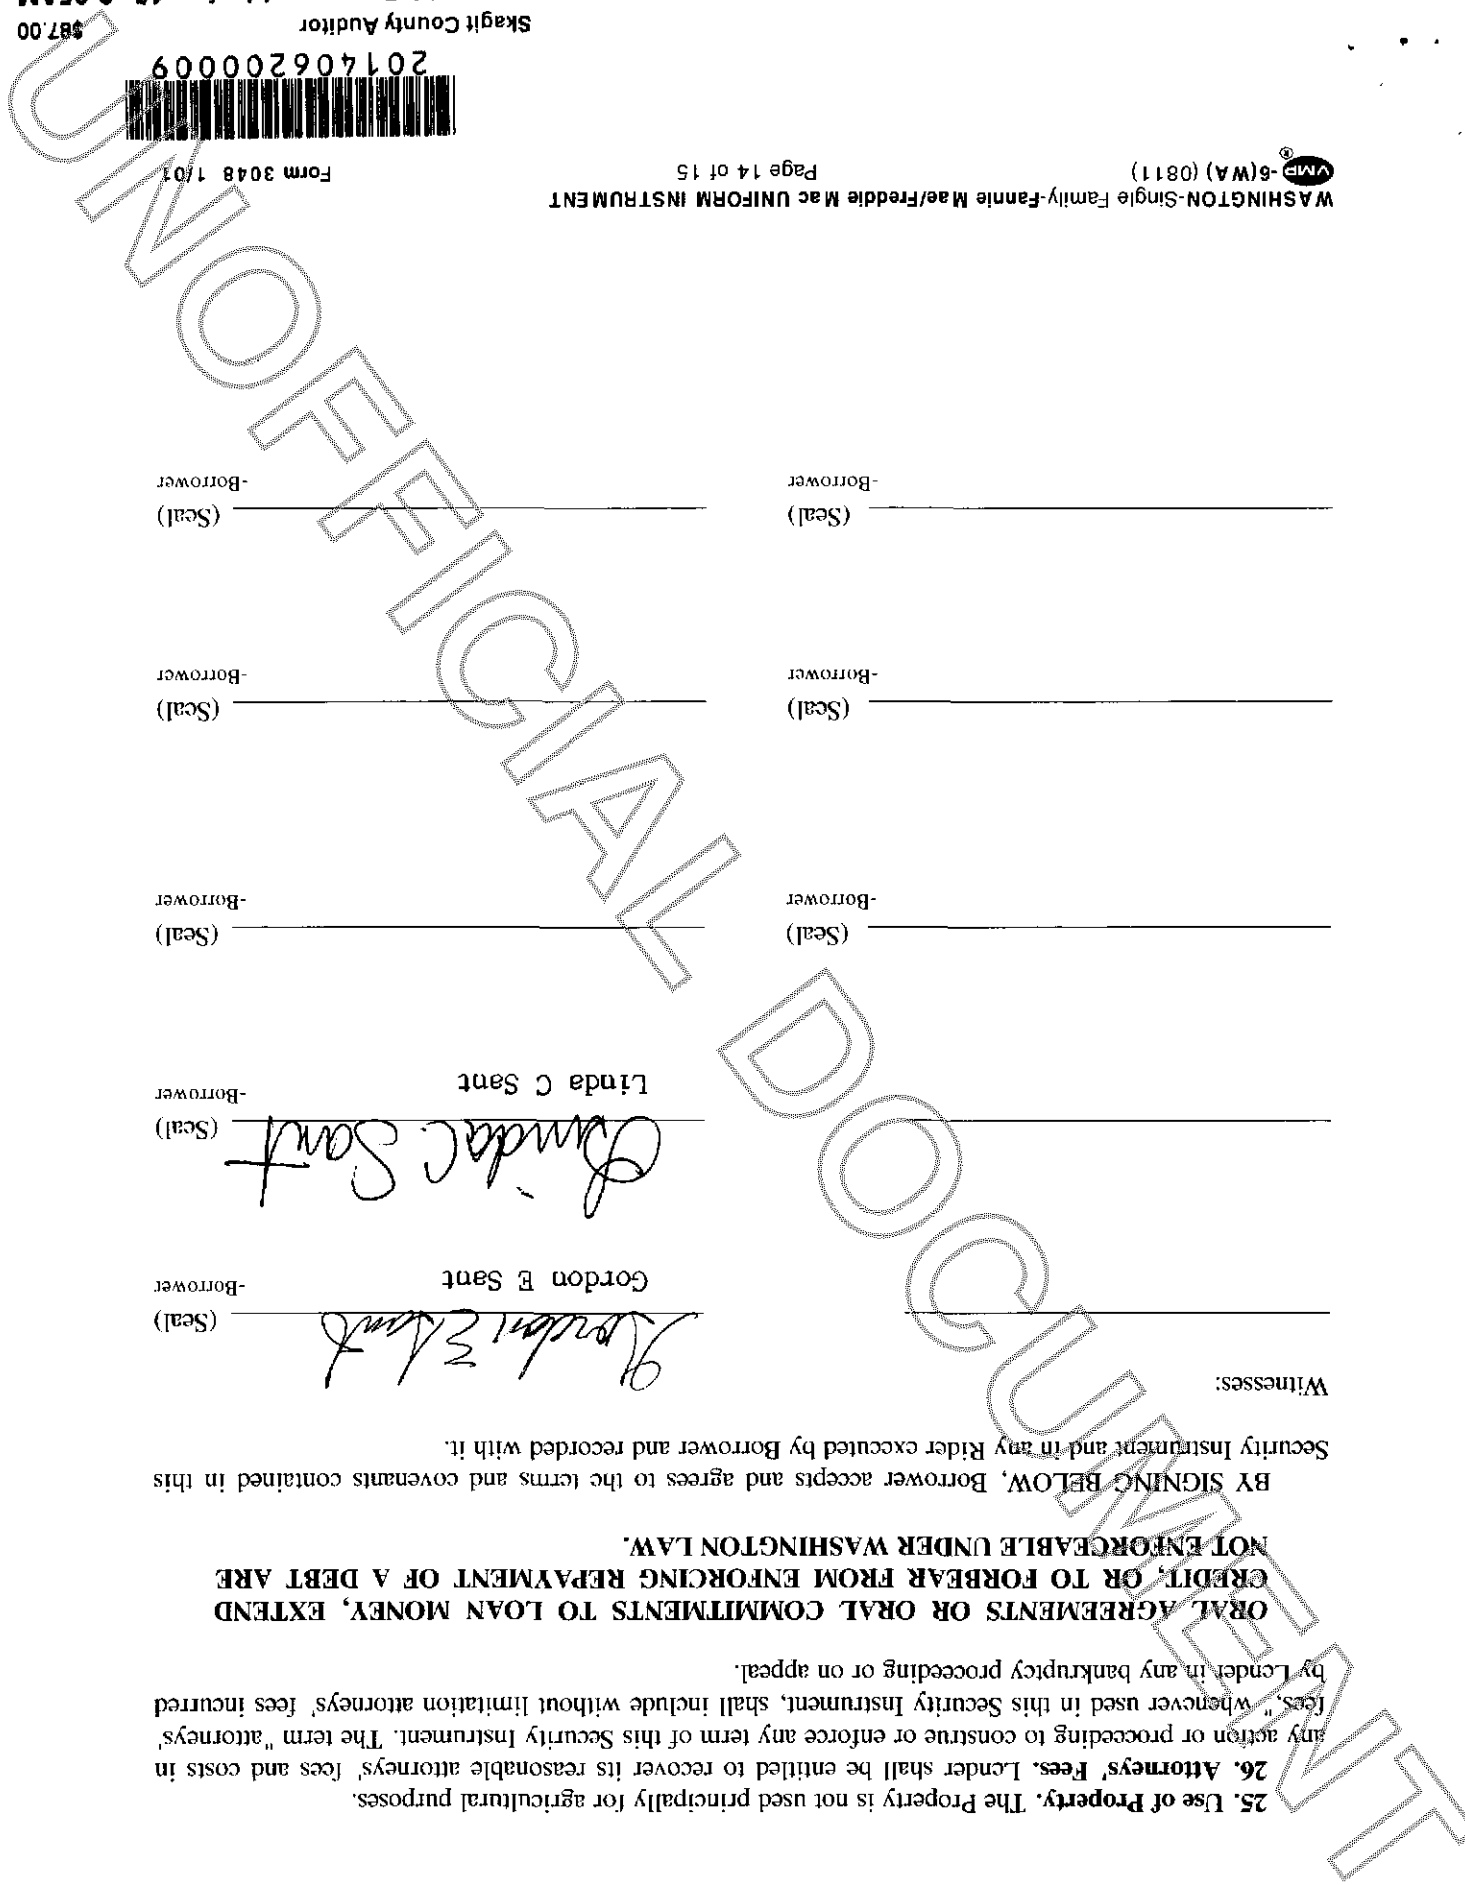 25. Use of Property. The Property is not used principally for agricultural purposes.
26. Attorneys' Fees. Lender shall be entitled to recover its reasonable attorneys' fees and costs in
any action or proceeding to construe or enforce any term of this Security Instrument. The term "attorneys'
fees," whenever used in this Security Instrument, shall include without limitation attorneys' fees incurred
by Lender in any bankruptcy proceeding or on appeal.
ORAL AGREEMENTS OR ORAL COMMITMENTS TO LOAN MONEY, EXTEND
CREDIT, OR TO FORBEAR FROM ENFORCING REPAYMENT OF A DEBT ARE
NOT ENFORCEABLE UNDER WASHINGTON LAW.
BY SIGNING BELOW, Borrower accepts and agrees to the terms and covenants contained in this
Security Instrument and in any Rider executed by Borrower and recorded with it.
Witnesses:
Gordon E Sant (Seal)
Gordon E Sant -Borrower
Linda C. Sant (Seal)
Linda C Sant -Borrower
(Seal) (Seal)
-Borrower -Borrower
(Seal) (Seal)
-Borrower -Borrower
(Seal) (Seal)
-Borrower -Borrower
WASHINGTON-Single Family-Fannie Mae/Freddie Mac UNIFORM INSTRUMENT
VMP® -6(WA) (0811) Page 14 of 15 Form 3048 1/01
201406200009
Skagit County Auditor $87.00
UNOFFICIAL DOCUMENT